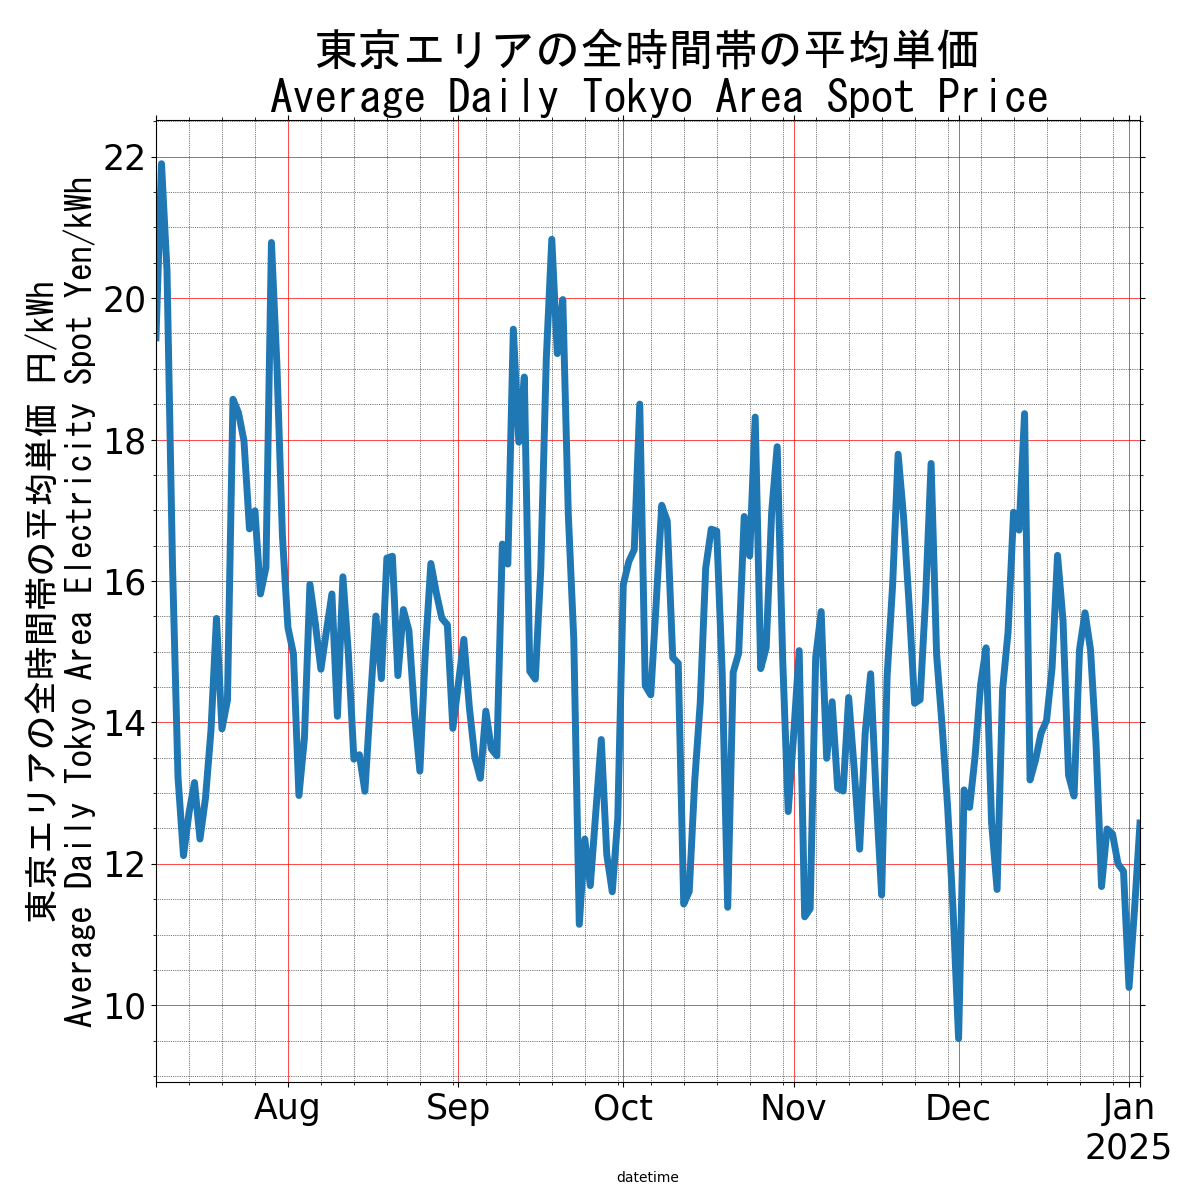 東京エリアの全時間帯の平均単価
Average Daily Tokyo Area Spot Price
東京エリアの全時間帯の平均単価 円/kWh
Average Daily Tokyo Area Electricity Spot Yen/kWh
22
20
18
16
14
12
10
Aug
Sep
Oct
Nov
Dec
Jan
2025
datetime